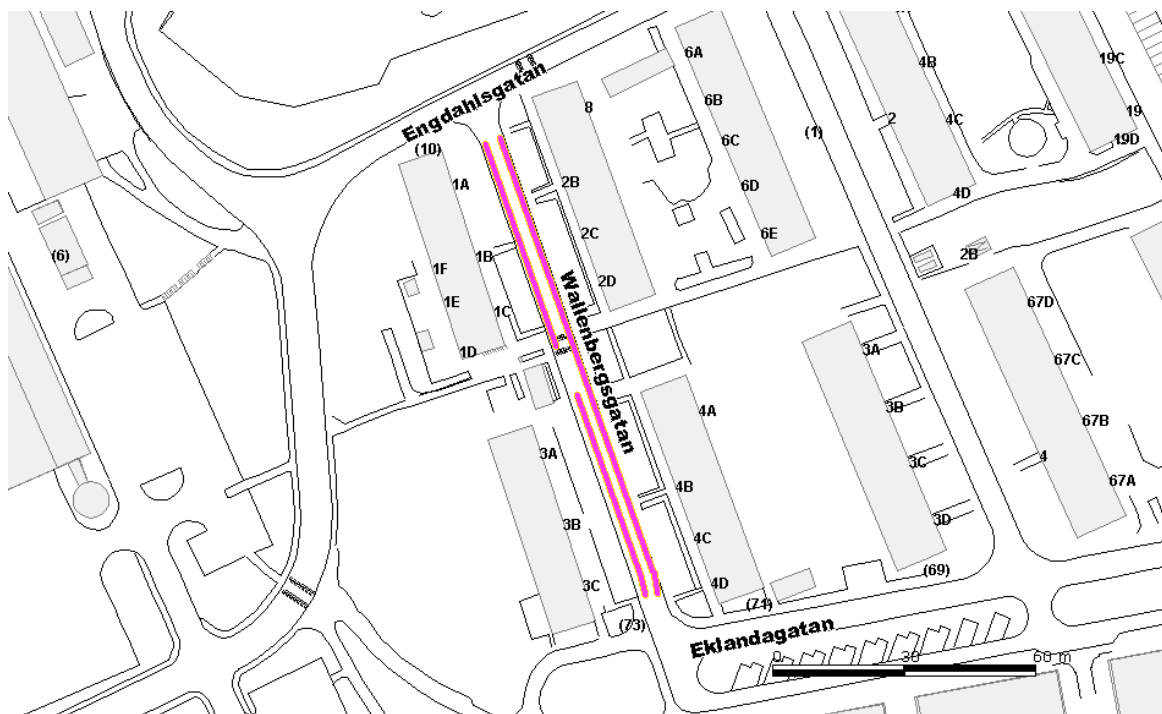 6A
4B
19C
Engdahlsgatan
8
6B
2
4C
19
(1)
19D
(10)
6C
1A
2B
6D
4D
2C
6E
(6)
1B
2B
1F
2D
67D
1E
1C
Wallenbergsgatan
1D
3A
67C
4A
3B
67B
3A
4
3C
67A
4B
3B
3D
4C
(69)
3C
4D
(71)
(73)
Eklandagatan
0 30 60 m